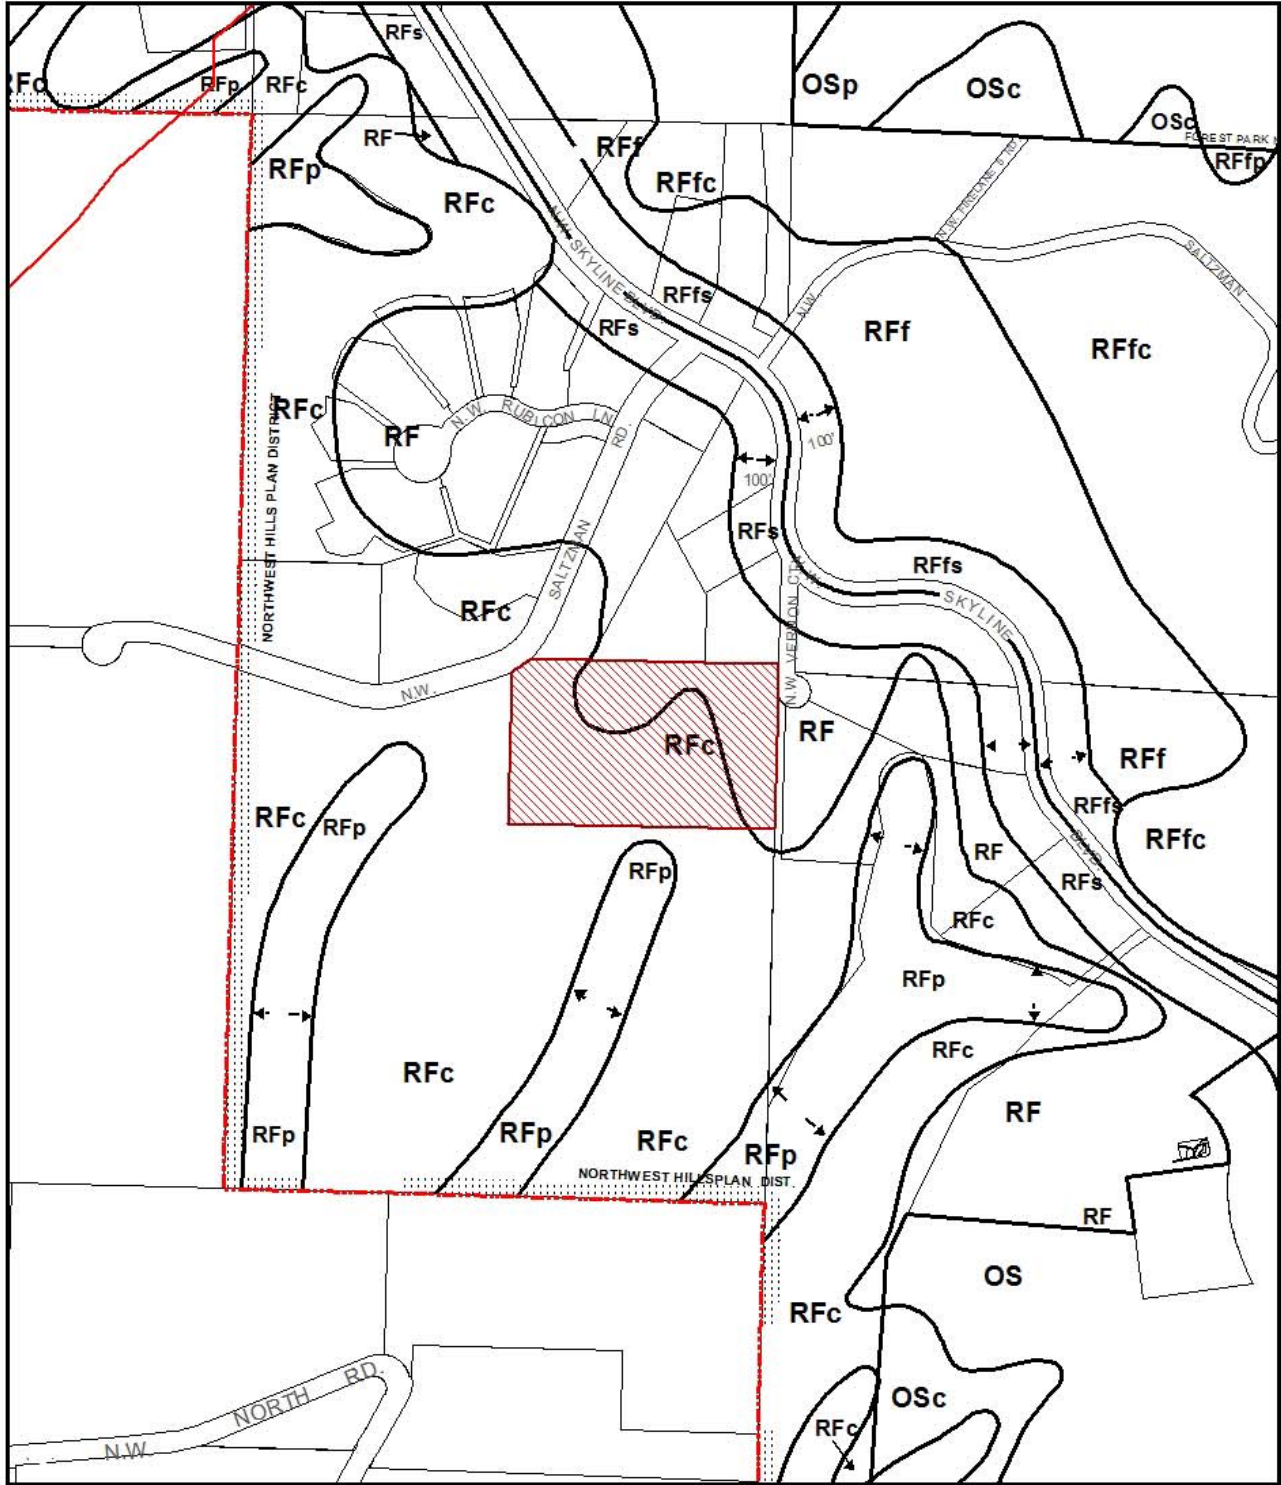 RFs
RFc
RFp
RFc
OSp
OSc
OSc
FOREST PARK
RFfp
RF
RFf
RFp
RFfc
RFc
N.W. SKYLINE BLVD.
N.W. FIRELANE 5 RD.
SALTZMAN
RFfs
N.W.
RFs
RFf
RFfc
RFc
N.W. RUBICON LN.
RF
RD.
100'
100'
NORTHWEST HILLS PLAN DISTRICT
RFs
SALTZMAN
RFfs
N.W.
SKYLINE
RFc
N.W. VERNON CT.
N.W.
RF
RFc
RFf
RFfs
RFc
RFp
RFfc
BLVD.
RF
RFp
RFs
RFc
RFp
RFc
RFc
RF
RFp
RFp
RFc
RFp
NORTHWEST HILLS PLAN DIST.
RF
OS
RFc
N.W. NORTH RD.
OSc
RFc